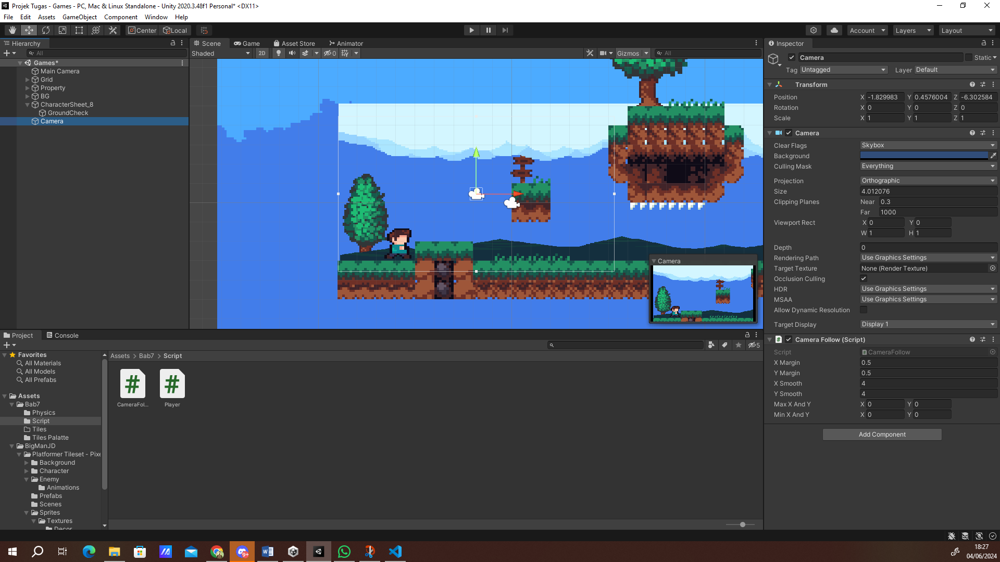 Projek Tugas - Games - PC, Mac & Linux Standalone - Unity 2020.3.48f1 Personal* <DX11>
File Edit Assets GameObject Component Window Help
Center Local Account Layers Layout
Hierarchy
All
Games*
Main Camera
Grid
Property
BG
CharacterSheet_8
GroundCheck
Camera
Scene Game Asset Store Animator
Shaded 2D 0 Gizmos All
Camera
Inspector
Camera Static
Tag Untagged Layer Default
Transform
Position X -1.829983 Y 0.4576004 Z -6.302584
Rotation X 0 Y 0 Z 0
Scale X 1 Y 1 Z 1
Camera
Clear Flags Skybox
Background
Culling Mask Everything
Projection Orthographic
Size 4.012076
Clipping Planes Near 0.3
Far 1000
Viewport Rect X 0 Y 0
W 1 H 1
Depth 0
Rendering Path Use Graphics Settings
Target Texture None (Render Texture)
Occlusion Culling
HDR Use Graphics Settings
MSAA Use Graphics Settings
Allow Dynamic Resolution
Target Display Display 1
Camera Follow (Script)
Script CameraFollow
X Margin 0.5
Y Margin 0.5
X Smooth 4
Y Smooth 4
Max X And Y X 0 Y 0
Min X And Y X 0 Y 0
Add Component
Project Console
5
Favorites
All Materials
All Models
All Prefabs
Assets
Bab7
Physics
Script
Tiles
Tiles Palatte
BigManJD
Platformer Tileset - Pixe
Background
Character
Enemy
Animations
Prefabs
Scenes
Sprites
Textures
Decor
Assets > Bab7 > Script
CameraFol...
Player
9+
18:27
04/06/2024